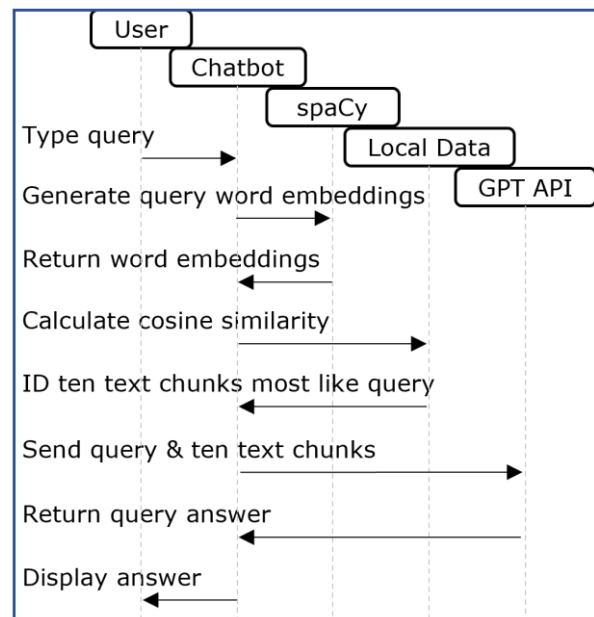 User
Chatbot
spaCy
Type query
Local Data
GPT API
Generate query word embeddings
Return word embeddings
Calculate cosine similarity
ID ten text chunks most like query
Send query & ten text chunks
Return query answer
Display answer